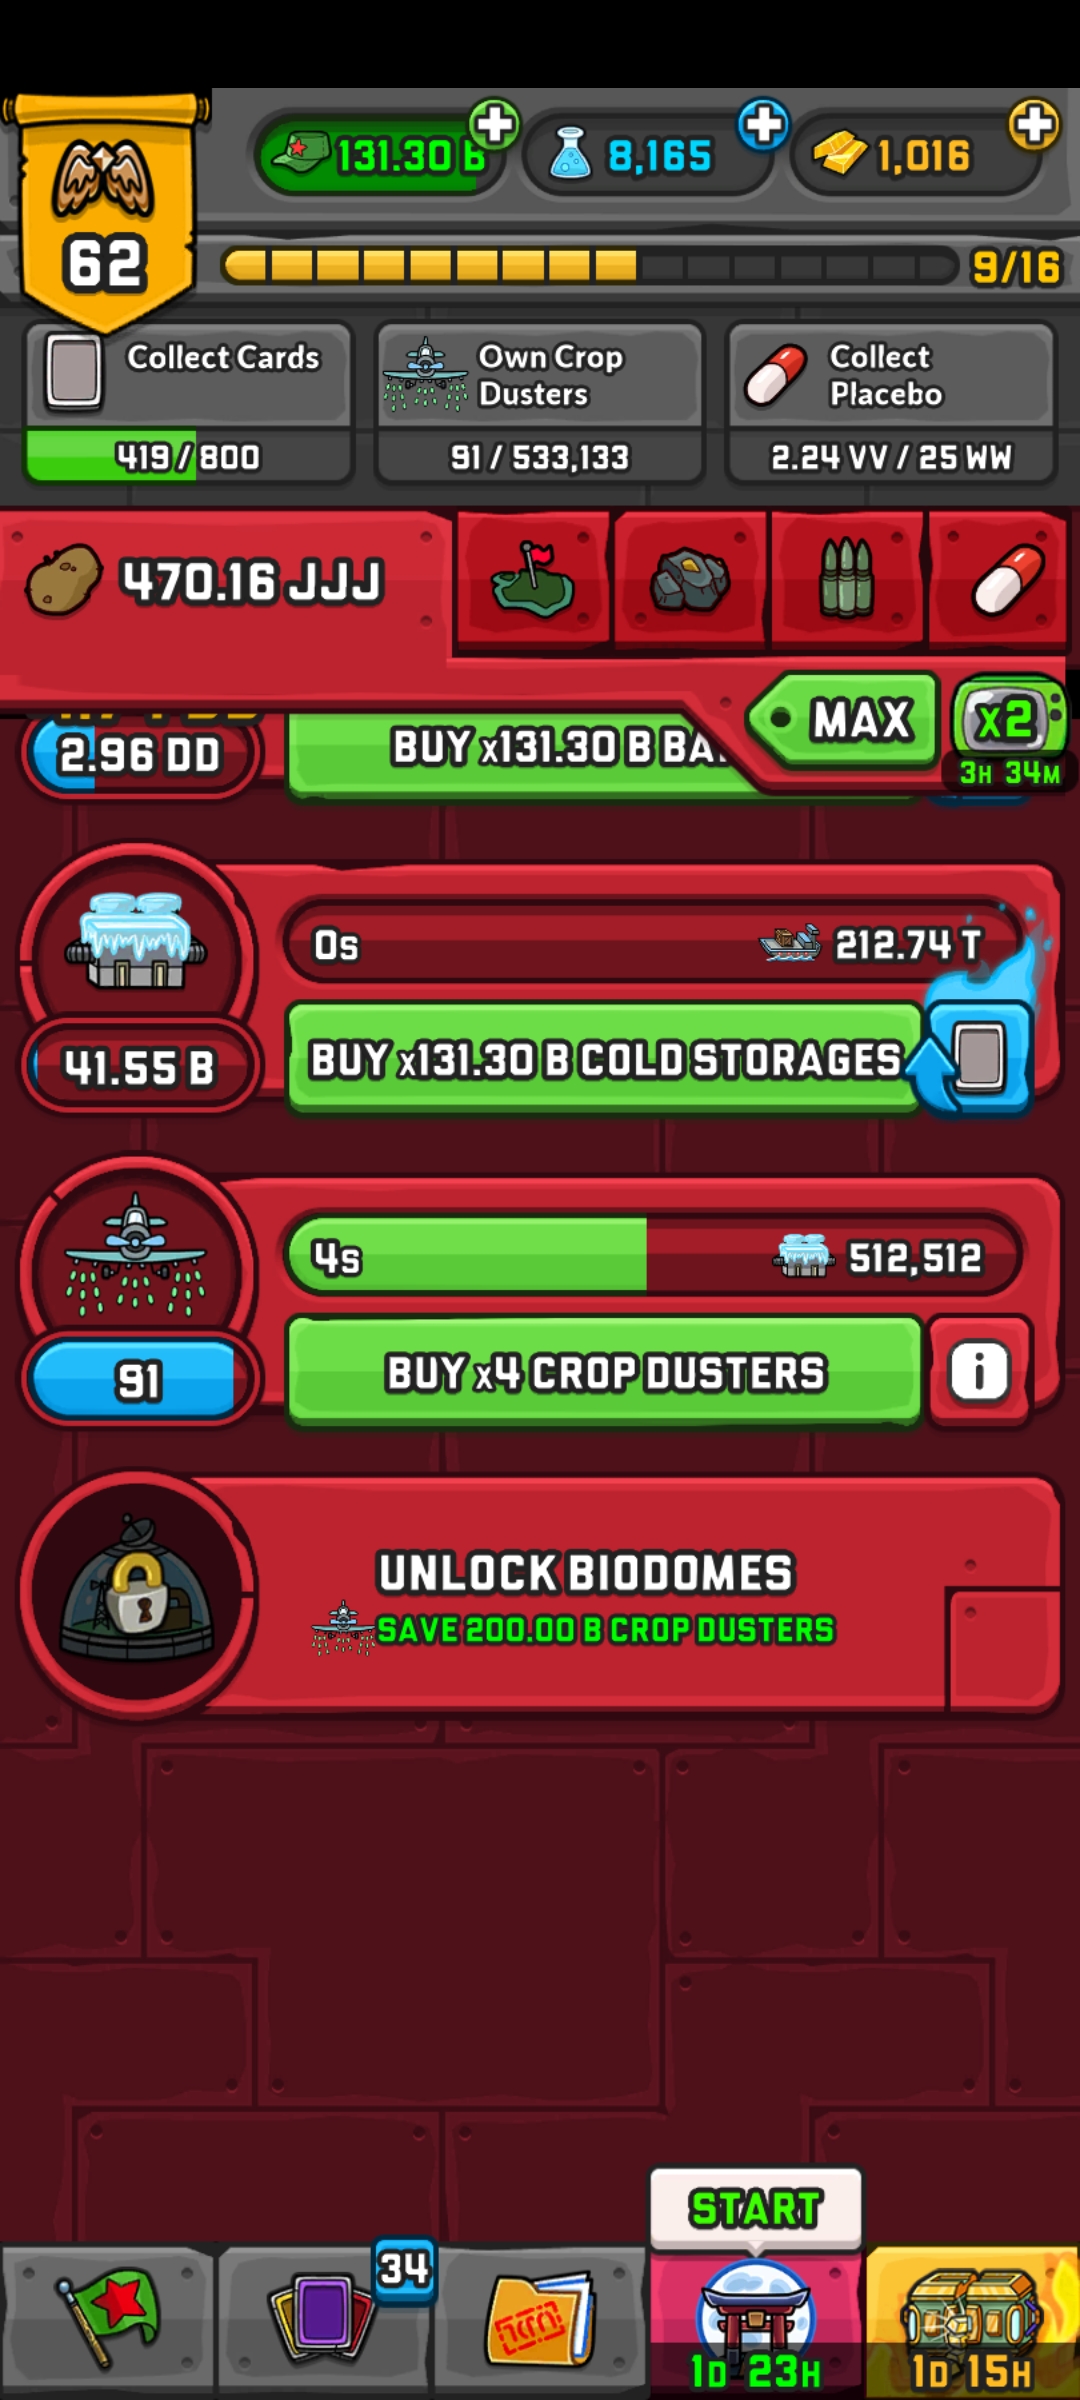 131.30 B
8,165
1,016
62
9/16
Collect Cards
419 / 800
Own Crop
Dusters
91 / 533,133
Collect
Placebo
2.24 VV / 25 WW
470.16 JJJ
MAX
x2
3H 34M
2.96 DD
BUY x131.30 B BA
0s
212.74 T
41.55 B
BUY x131.30 B COLD STORAGES
4s
512,512
91
BUY x4 CROP DUSTERS
i
UNLOCK BIODOMES
SAVE 200.00 B CROP DUSTERS
START
34
1D 23H
1D 15H